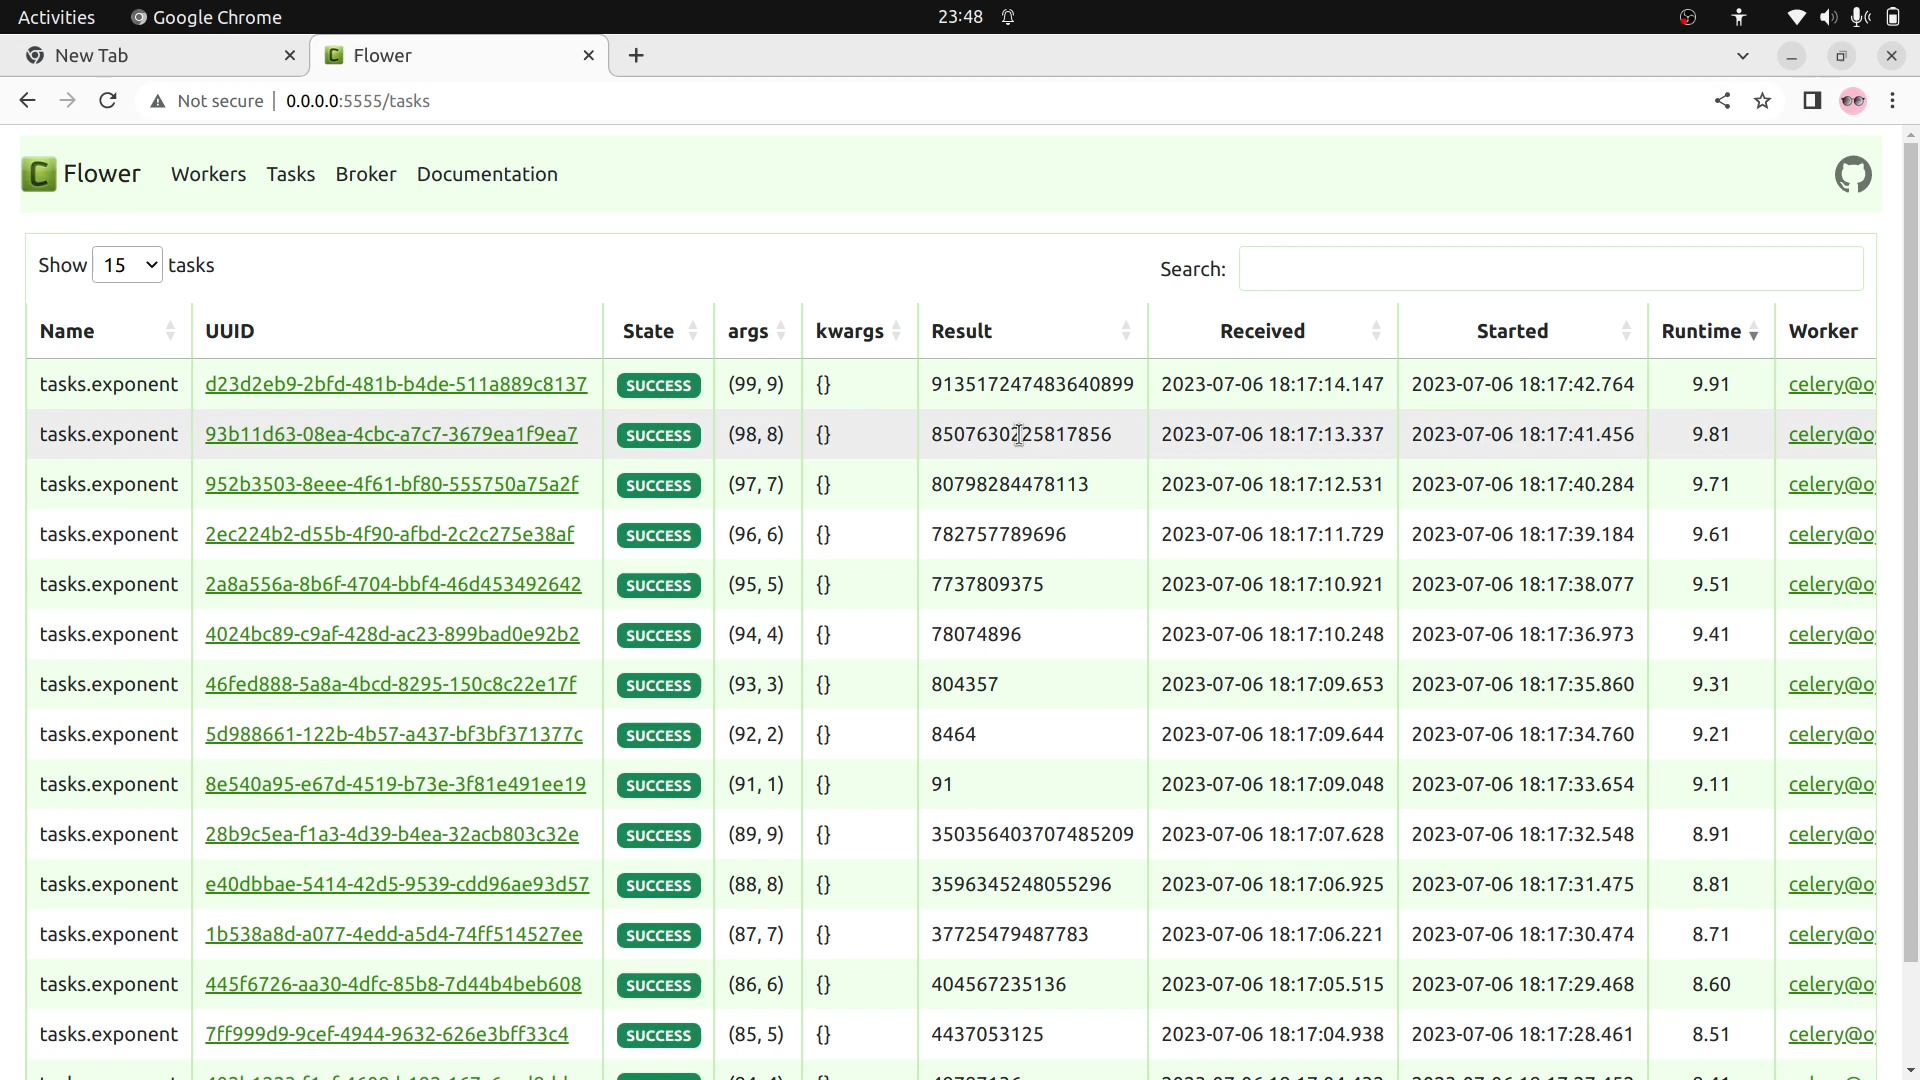 Activities Google Chrome 23:48
New Tab Flower
Not secure 0.0.0.0:5555/tasks
C Flower Workers Tasks Broker Documentation
Show 15 tasks Search:
Name UUID State args kwargs Result Received Started Runtime Worker
tasks.exponent d23d2eb9-2bfd-481b-b4de-511a889c8137 SUCCESS (99, 9) {} 913517247483640899 2023-07-06 18:17:14.147 2023-07-06 18:17:42.764 9.91 celery@o
tasks.exponent 93b11d63-08ea-4cbc-a7c7-3679ea1f9ea7 SUCCESS (98, 8) {} 8507630225817856 2023-07-06 18:17:13.337 2023-07-06 18:17:41.456 9.81 celery@o
tasks.exponent 952b3503-8eee-4f61-bf80-555750a75a2f SUCCESS (97, 7) {} 80798284478113 2023-07-06 18:17:12.531 2023-07-06 18:17:40.284 9.71 celery@o
tasks.exponent 2ec224b2-d55b-4f90-afbd-2c2c275e38af SUCCESS (96, 6) {} 782757789696 2023-07-06 18:17:11.729 2023-07-06 18:17:39.184 9.61 celery@o
tasks.exponent 2a8a556a-8b6f-4704-bbf4-46d453492642 SUCCESS (95, 5) {} 7737809375 2023-07-06 18:17:10.921 2023-07-06 18:17:38.077 9.51 celery@o
tasks.exponent 4024bc89-c9af-428d-ac23-899bad0e92b2 SUCCESS (94, 4) {} 78074896 2023-07-06 18:17:10.248 2023-07-06 18:17:36.973 9.41 celery@o
tasks.exponent 46fed888-5a8a-4bcd-8295-150c8c22e17f SUCCESS (93, 3) {} 804357 2023-07-06 18:17:09.653 2023-07-06 18:17:35.860 9.31 celery@o
tasks.exponent 5d988661-122b-4b57-a437-bf3bf371377c SUCCESS (92, 2) {} 8464 2023-07-06 18:17:09.644 2023-07-06 18:17:34.760 9.21 celery@o
tasks.exponent 8e540a95-e67d-4519-b73e-3f81e491ee19 SUCCESS (91, 1) {} 91 2023-07-06 18:17:09.048 2023-07-06 18:17:33.654 9.11 celery@o
tasks.exponent 28b9c5ea-f1a3-4d39-b4ea-32acb803c32e SUCCESS (89, 9) {} 350356403707485209 2023-07-06 18:17:07.628 2023-07-06 18:17:32.548 8.91 celery@o
tasks.exponent e40dbbae-5414-42d5-9539-cdd96ae93d57 SUCCESS (88, 8) {} 3596345248055296 2023-07-06 18:17:06.925 2023-07-06 18:17:31.475 8.81 celery@o
tasks.exponent 1b538a8d-a077-4edd-a5d4-74ff514527ee SUCCESS (87, 7) {} 37725479487783 2023-07-06 18:17:06.221 2023-07-06 18:17:30.474 8.71 celery@o
tasks.exponent 445f6726-aa30-4dfc-85b8-7d44b4beb608 SUCCESS (86, 6) {} 404567235136 2023-07-06 18:17:05.515 2023-07-06 18:17:29.468 8.60 celery@o
tasks.exponent 7ff999d9-9cef-4944-9632-626e3bff33c4 SUCCESS (85, 5) {} 4437053125 2023-07-06 18:17:04.938 2023-07-06 18:17:28.461 8.51 celery@o